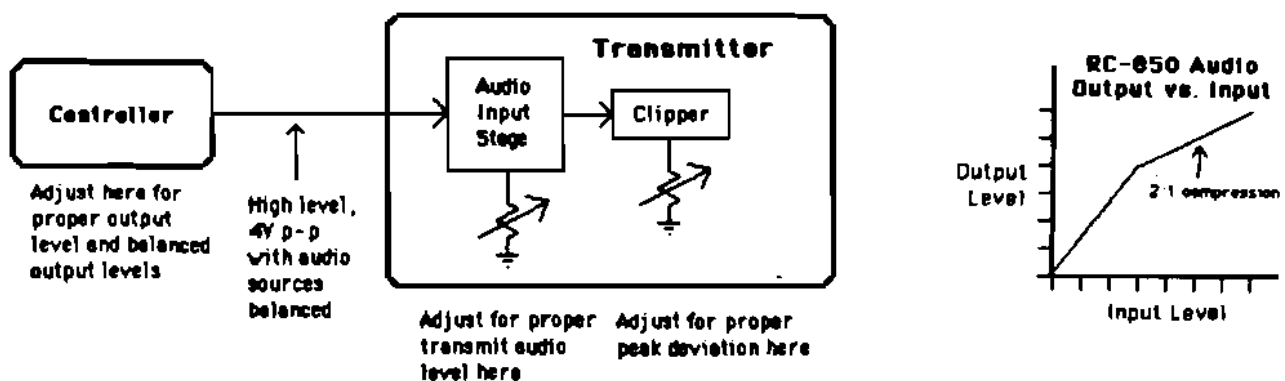 Controller
Adjust here for
proper output
level and balanced
output levels
High level,
4V p-p
with audio
sources
balanced
Transmitter
Audio
Input
Stage
Clipper
Adjust for proper
transmit audio
level here
Adjust for proper
peak deviation here
RC-850 Audio
Output vs. Input
Output
Level
2:1 compression
Input Level